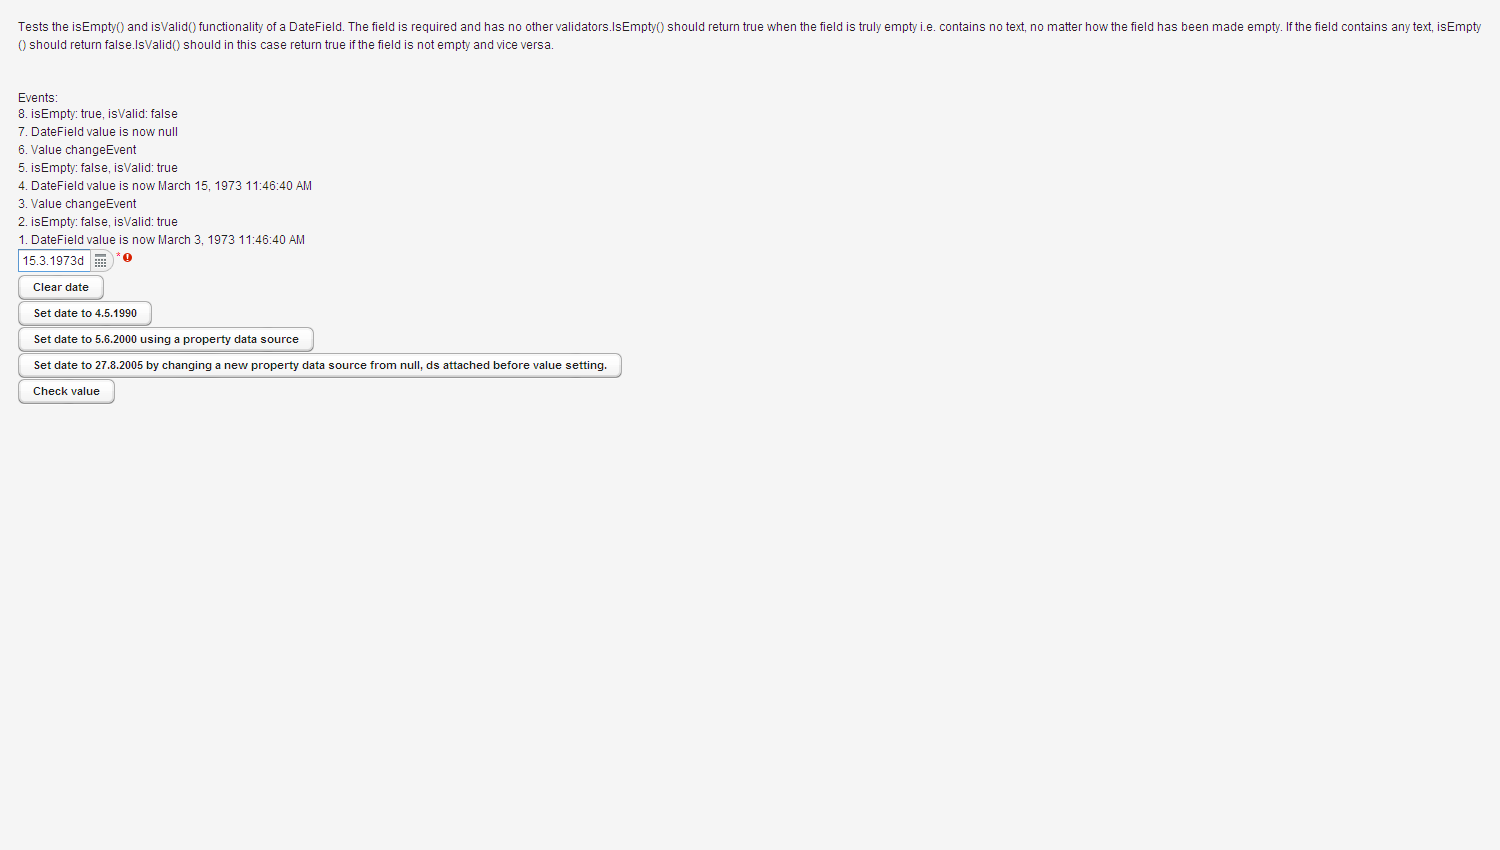 Tests the isEmpty() and isValid() functionality of a DateField. The field is required and has no other validators.IsEmpty() should return true when the field is truly empty i.e. contains no text, no matter how the field has been made empty. If the field contains any text, isEmpty
() should return false.IsValid() should in this case return true if the field is not empty and vice versa.
Events:
8. isEmpty: true, isValid: false
7. DateField value is now null
6. Value changeEvent
5. isEmpty: false, isValid: true
4. DateField value is now March 15, 1973 11:46:40 AM
3. Value changeEvent
2. isEmpty: false, isValid: true
1. DateField value is now March 3, 1973 11:46:40 AM
15.3.1973d *
Clear date
Set date to 4.5.1990
Set date to 5.6.2000 using a property data source
Set date to 27.8.2005 by changing a new property data source from null, ds attached before value setting.
Check value